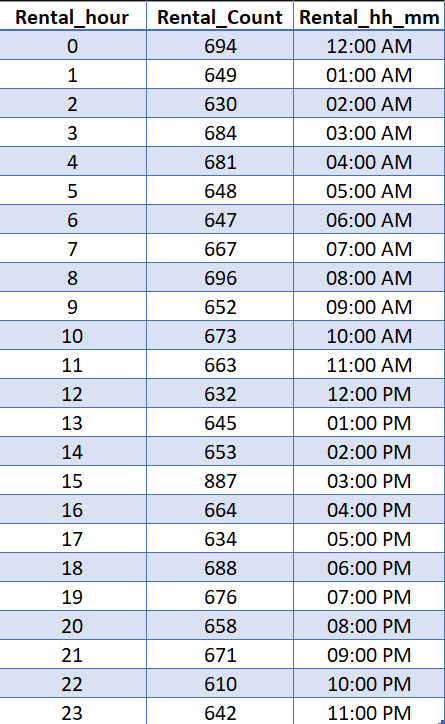 Rental_hour Rental_Count Rental_hh_mm
0 694 12:00 AM
1 649 01:00 AM
2 630 02:00 AM
3 684 03:00 AM
4 681 04:00 AM
5 648 05:00 AM
6 647 06:00 AM
7 667 07:00 AM
8 696 08:00 AM
9 652 09:00 AM
10 673 10:00 AM
11 663 11:00 AM
12 632 12:00 PM
13 645 01:00 PM
14 653 02:00 PM
15 887 03:00 PM
16 664 04:00 PM
17 634 05:00 PM
18 688 06:00 PM
19 676 07:00 PM
20 658 08:00 PM
21 671 09:00 PM
22 610 10:00 PM
23 642 11:00 PM